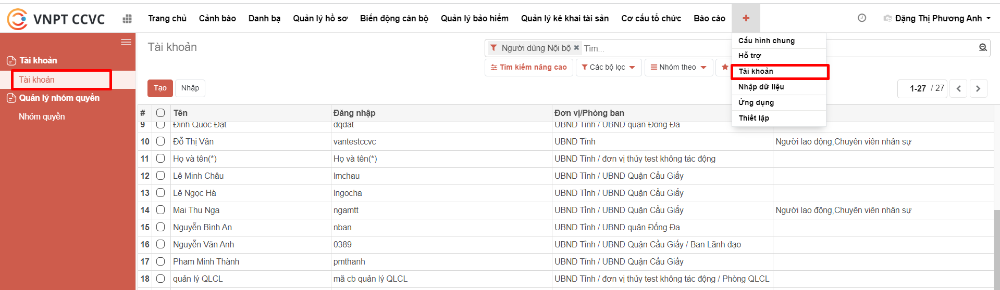 VNPT CCVC
Trang chủ Cảnh báo Danh bạ Quản lý hồ sơ Biến động cán bộ Quản lý bảo hiểm Quản lý kê khai tài sản Cơ cấu tổ chức Báo cáo +
Đặng Thị Phương Anh
Cấu hình chung
Hỗ trợ
Tài khoản
Nhập dữ liệu
Ứng dụng
Thiết lập
Tài khoản
Tài khoản
Quản lý nhóm quyền
Nhóm quyền
Tài khoản
Người dùng Nội bộ × Tìm...
Tìm kiếm nâng cao Các bộ lọc Nhóm theo
Tạo Nhập
1-27 / 27
# Tên Đăng nhập Đơn vị/Phòng ban
9 Đinh Quốc Đạt dqdat UBND Tỉnh / UBND quận Đống Đa
10 Đỗ Thị Vân vantestccvc UBND Tỉnh Người lao động,Chuyên viên nhân sự
11 Họ và tên(*) Họ và tên(*) UBND Tỉnh / đơn vị thủy test không tác động
12 Lê Minh Châu lmchau UBND Tỉnh / UBND Quận Cầu Giấy
13 Lê Ngọc Hà lngocha UBND Tỉnh / UBND Quận Cầu Giấy
14 Mai Thu Nga ngamtt UBND Tỉnh / UBND Quận Cầu Giấy Người lao động,Chuyên viên nhân sự
15 Nguyễn Bình An nban UBND Tỉnh / UBND quận Đống Đa
16 Nguyễn Văn Anh 0389 UBND Tỉnh / UBND Quận Cầu Giấy / Ban Lãnh đạo
17 Pham Minh Thành pmthanh UBND Tỉnh / UBND Quận Cầu Giấy
18 quản lý QLCL mã cb quản lý QLCL UBND Tỉnh / đơn vị thủy test không tác động / Phòng QLCL